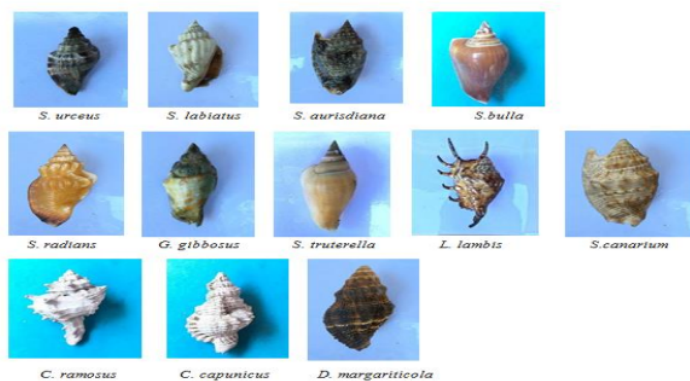 S. urceus S. labiatus S. aurisdiana S.bulla
S. radians G. gibbosus S. truterella L. lambis S.canarium
C. ramosus C. capunicus D. margariticola